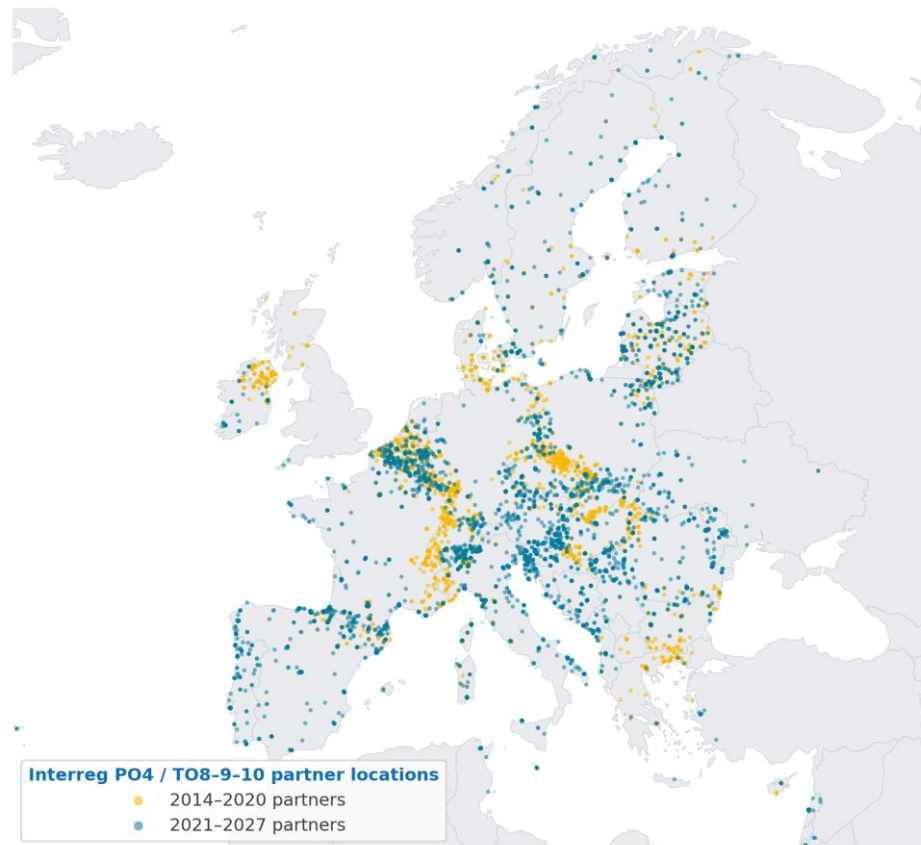 Interreg PO4 / TO8–9–10 partner locations
2014–2020 partners
2021–2027 partners